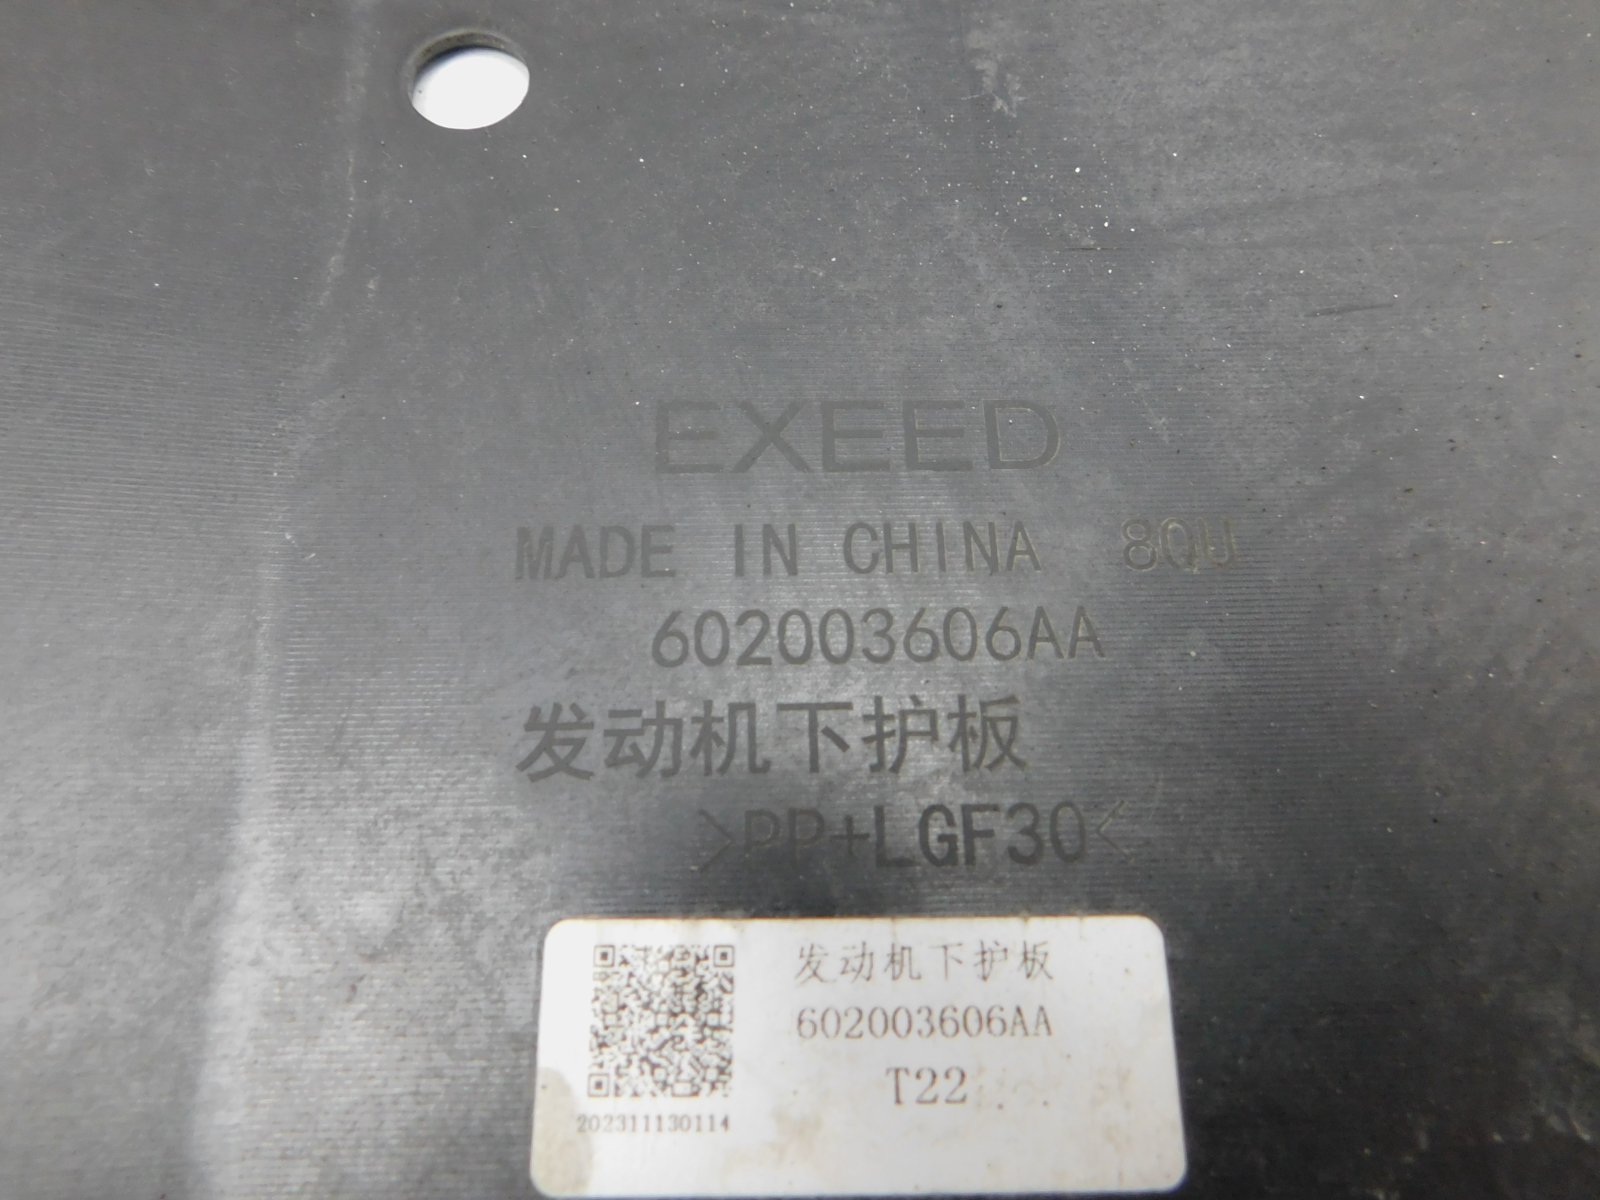 EXEED
MADE IN CHINA 8QU
602003606AA
发动机下护板
>PP+LGF30<
发动机下护板
602003606AA
T22
202311130114